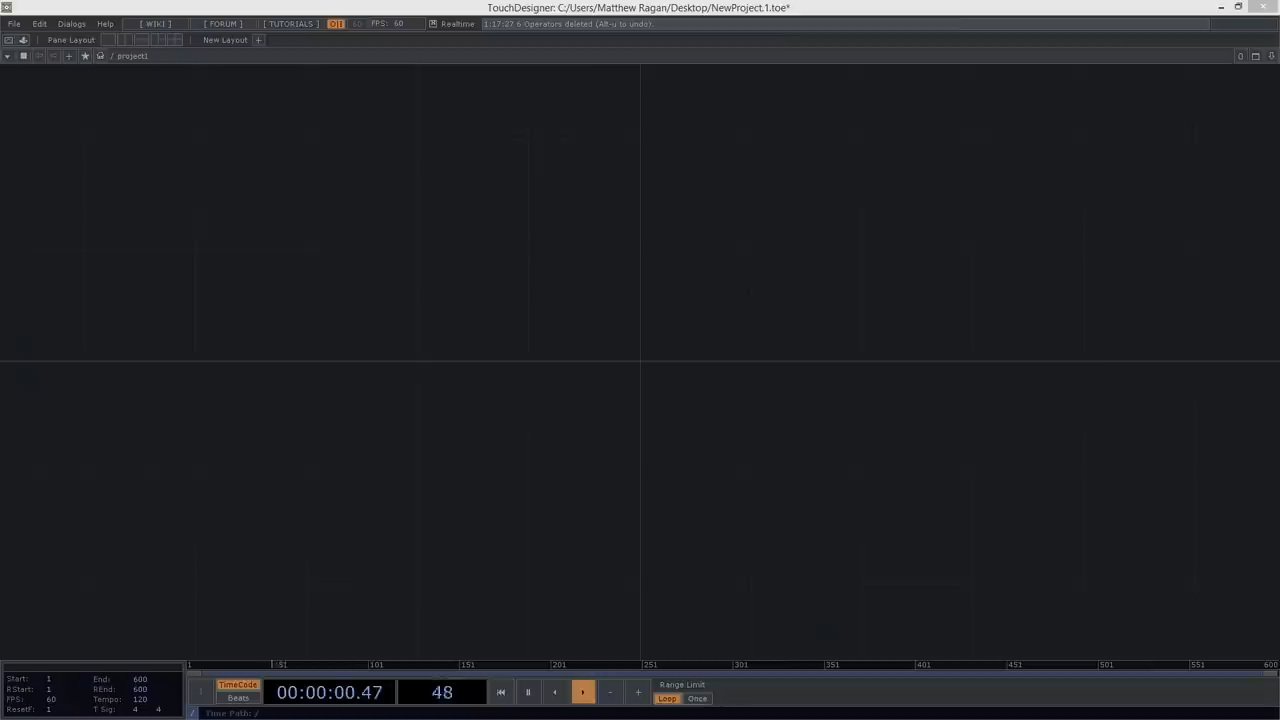 TouchDesigner: C:/Users/Matthew Ragan/Desktop/NewProject.1.toe*
File Edit Dialogs Help [ WIKI ] [ FORUM ] [ TUTORIALS ] O|I 60 FPS: 60 Realtime 1:17:27 6 Operators deleted (Alt-u to undo).
Pane Layout New Layout +
/ project1
1 51 101 151 201 251 301 351 401 451 501 551 600
Start: 1 End: 600
RStart: 1 REnd: 600
FPS: 60 Tempo: 120
ResetF: 1 T Sig: 4 4
TimeCode
Beats
00:00:00.47
48
- +
Range Limit
Loop Once
/ Time Path: /